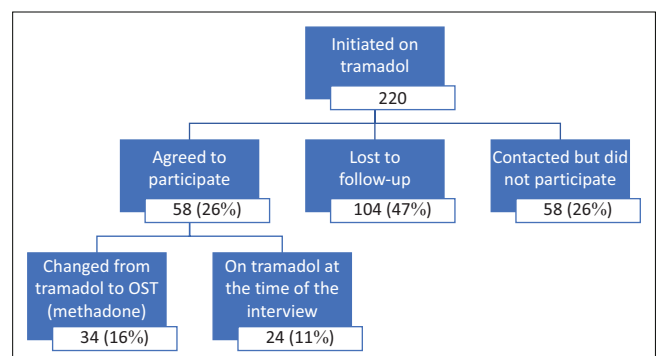 Initiated on
tramadol
220
Agreed to
participate
58 (26%)
Lost to
follow-up
104 (47%)
Contacted but did
not participate
58 (26%)
Changed from
tramadol to OST
(methadone)
34 (16%)
On tramadol at
the time of the
interview
24 (11%)